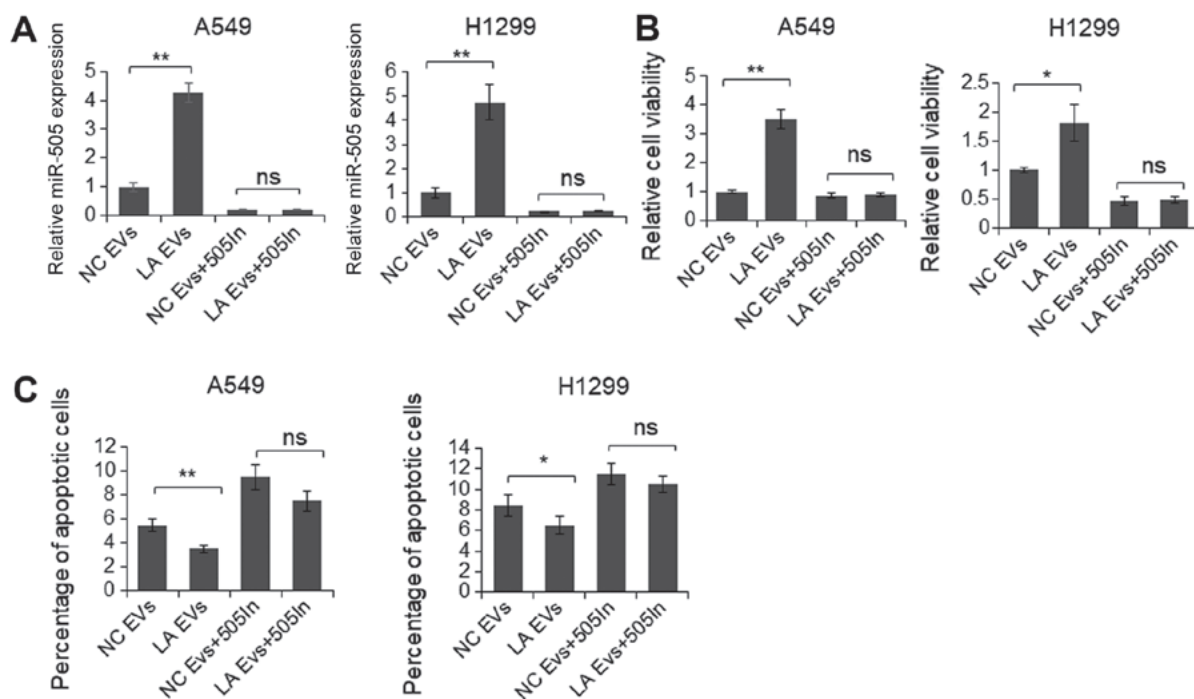 A
A549
Relative miR-505 expression
5
4
3
2
1
0
**
ns
NC EVs
LA EVs
NC Evs+505In
LA Evs+505In
H1299
Relative miR-505 expression
6
5
4
3
2
1
0
**
ns
NC EVs
LA EVs
NC Evs+505In
LA Evs+505In
B
A549
Relative cell viability
5
4
3
2
1
0
**
ns
NC EVs
LA EVs
NC Evs+505In
LA Evs+505In
H1299
Relative cell viability
2.5
2
1.5
1
0.5
0
*
ns
NC EVs
LA EVs
NC Evs+505In
LA Evs+505In
C
A549
Percentage of apoptotic cells
12
10
8
6
4
2
0
**
ns
NC EVs
LA EVs
NC Evs+505In
LA Evs+505In
H1299
Percentage of apoptotic cells
14
12
10
8
6
4
2
0
*
ns
NC EVs
LA EVs
NC Evs+505In
LA Evs+505In